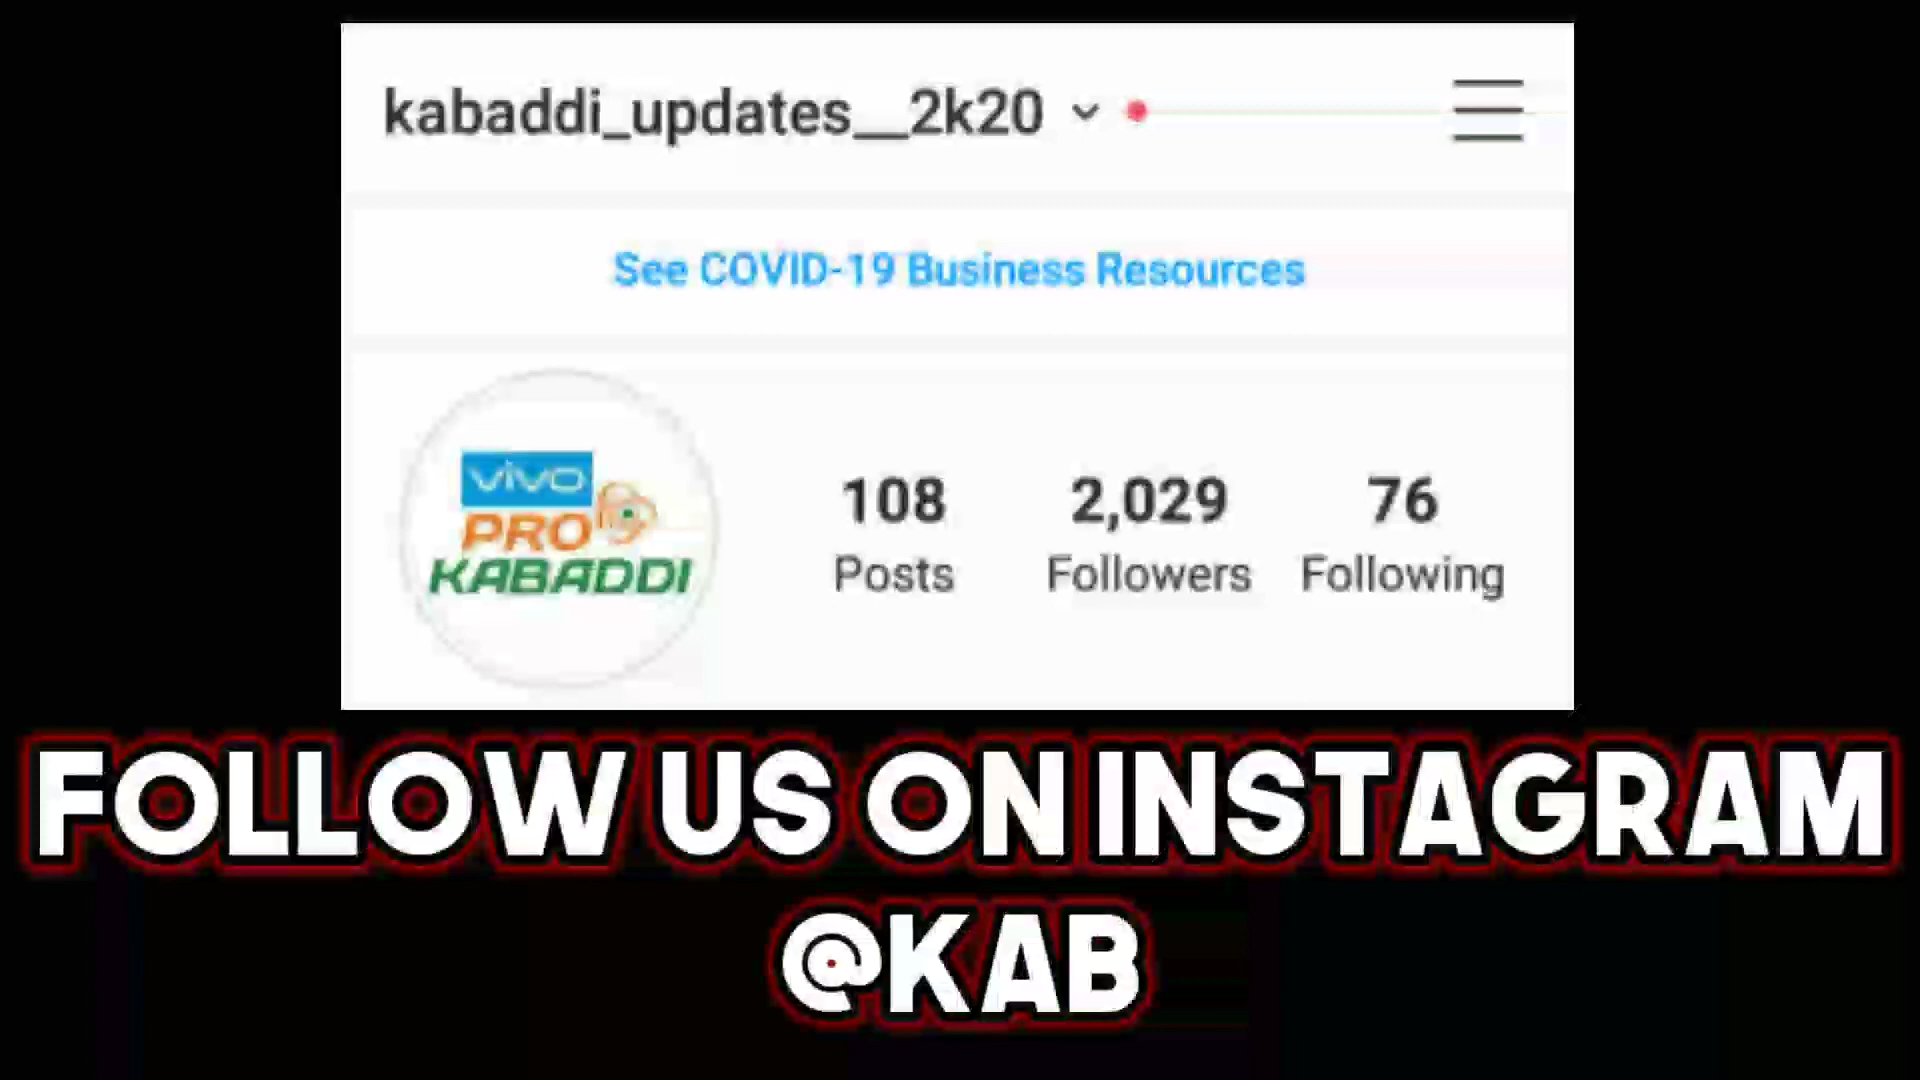 kabaddi_updates__2k20
See COVID-19 Business Resources
vivo
PRO
KABADDI
108 2,029 76
Posts Followers Following
FOLLOW US ON INSTAGRAM
@KAB